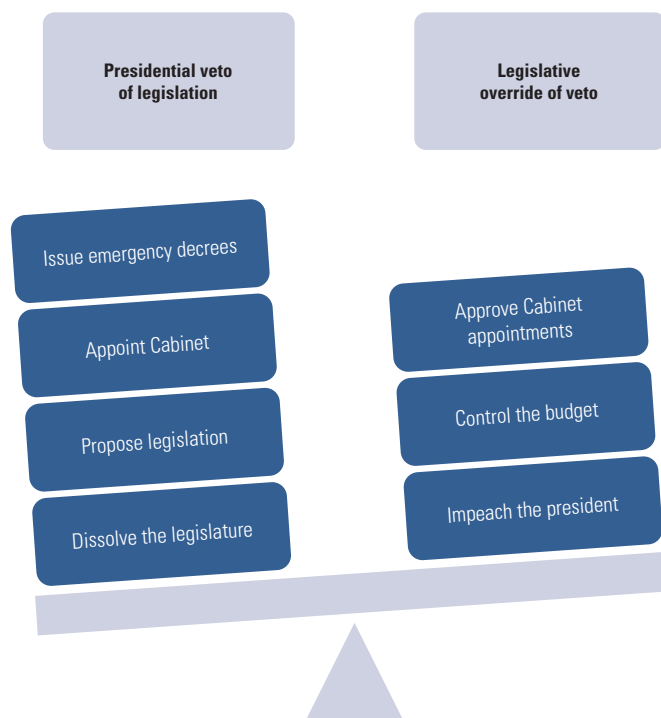 Presidential veto
of legislation
Legislative
override of veto
Issue emergency decrees
Appoint Cabinet
Propose legislation
Dissolve the legislature
Approve Cabinet
appointments
Control the budget
Impeach the president